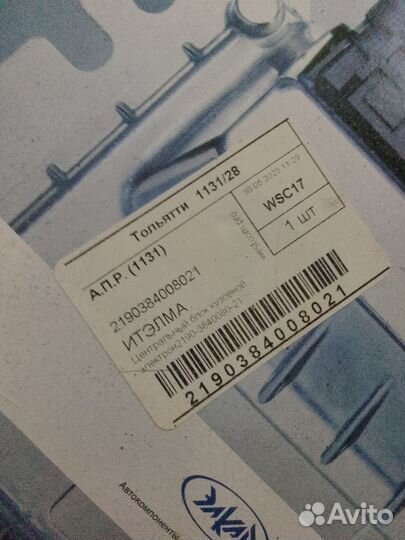 Тольятти 1131/28
А.П.Р. (1131)
2190384008021
ИТЭЛМА
Центральный блок кузовной
электрон2190-3840080-21
30.05.2023 11:29
WSC17
1 ШТ
2190384008021
Автокомпоненты
Avito